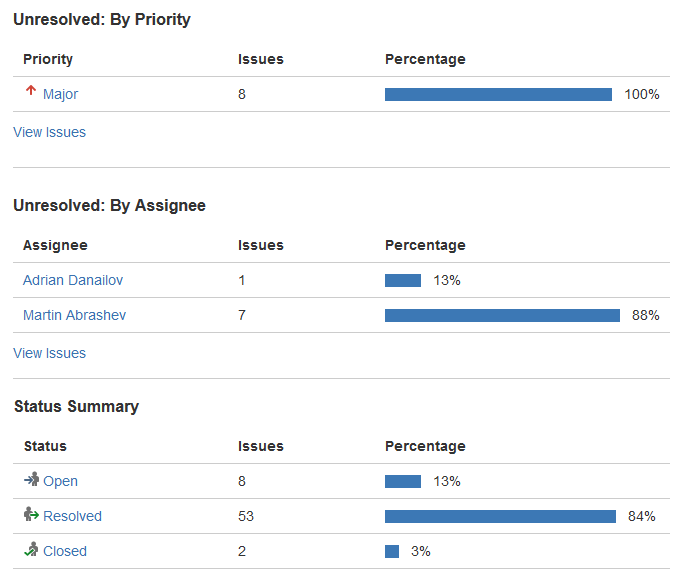 Unresolved: By Priority
Priority Issues Percentage
Major 8 100%
View Issues
Unresolved: By Assignee
Assignee Issues Percentage
Adrian Danailov 1 13%
Martin Abrashev 7 88%
View Issues
Status Summary
Status Issues Percentage
Open 8 13%
Resolved 53 84%
Closed 2 3%